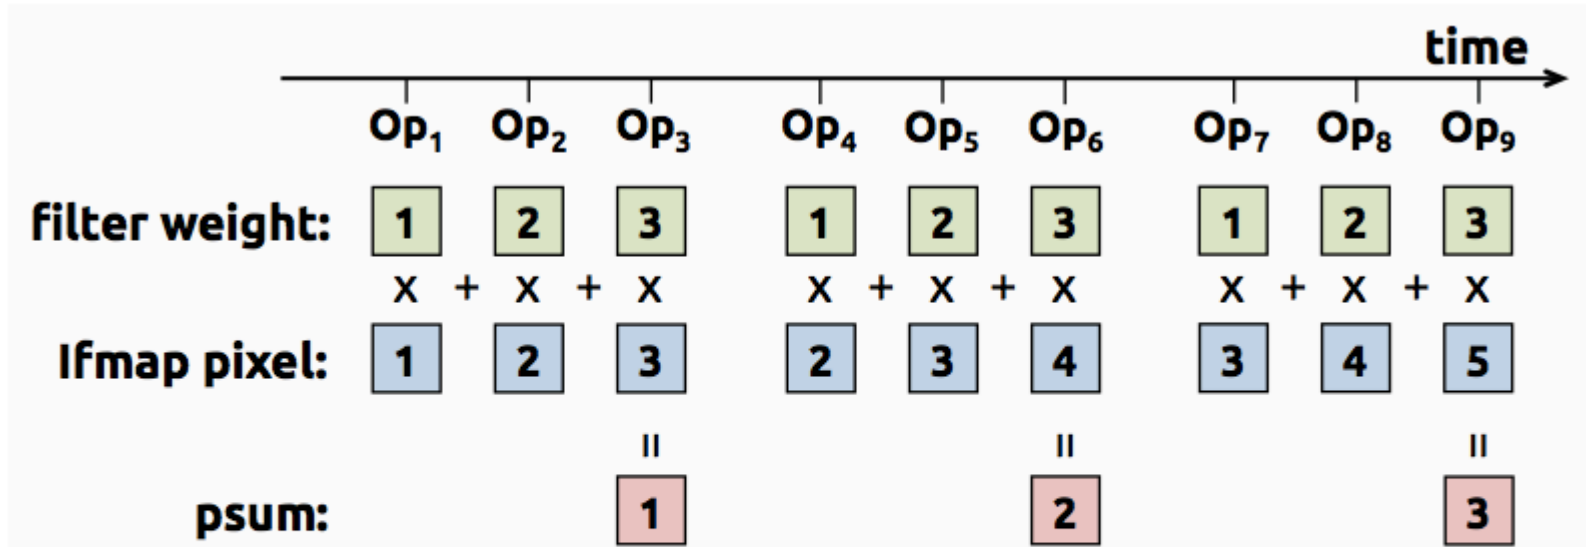 time
Op₁ Op₂ Op₃ Op₄ Op₅ Op₆ Op₇ Op₈ Op₉
filter weight: 1 2 3 1 2 3 1 2 3
x + x + x x + x + x x + x + x
Ifmap pixel: 1 2 3 2 3 4 3 4 5
= = =
psum: 1 2 3